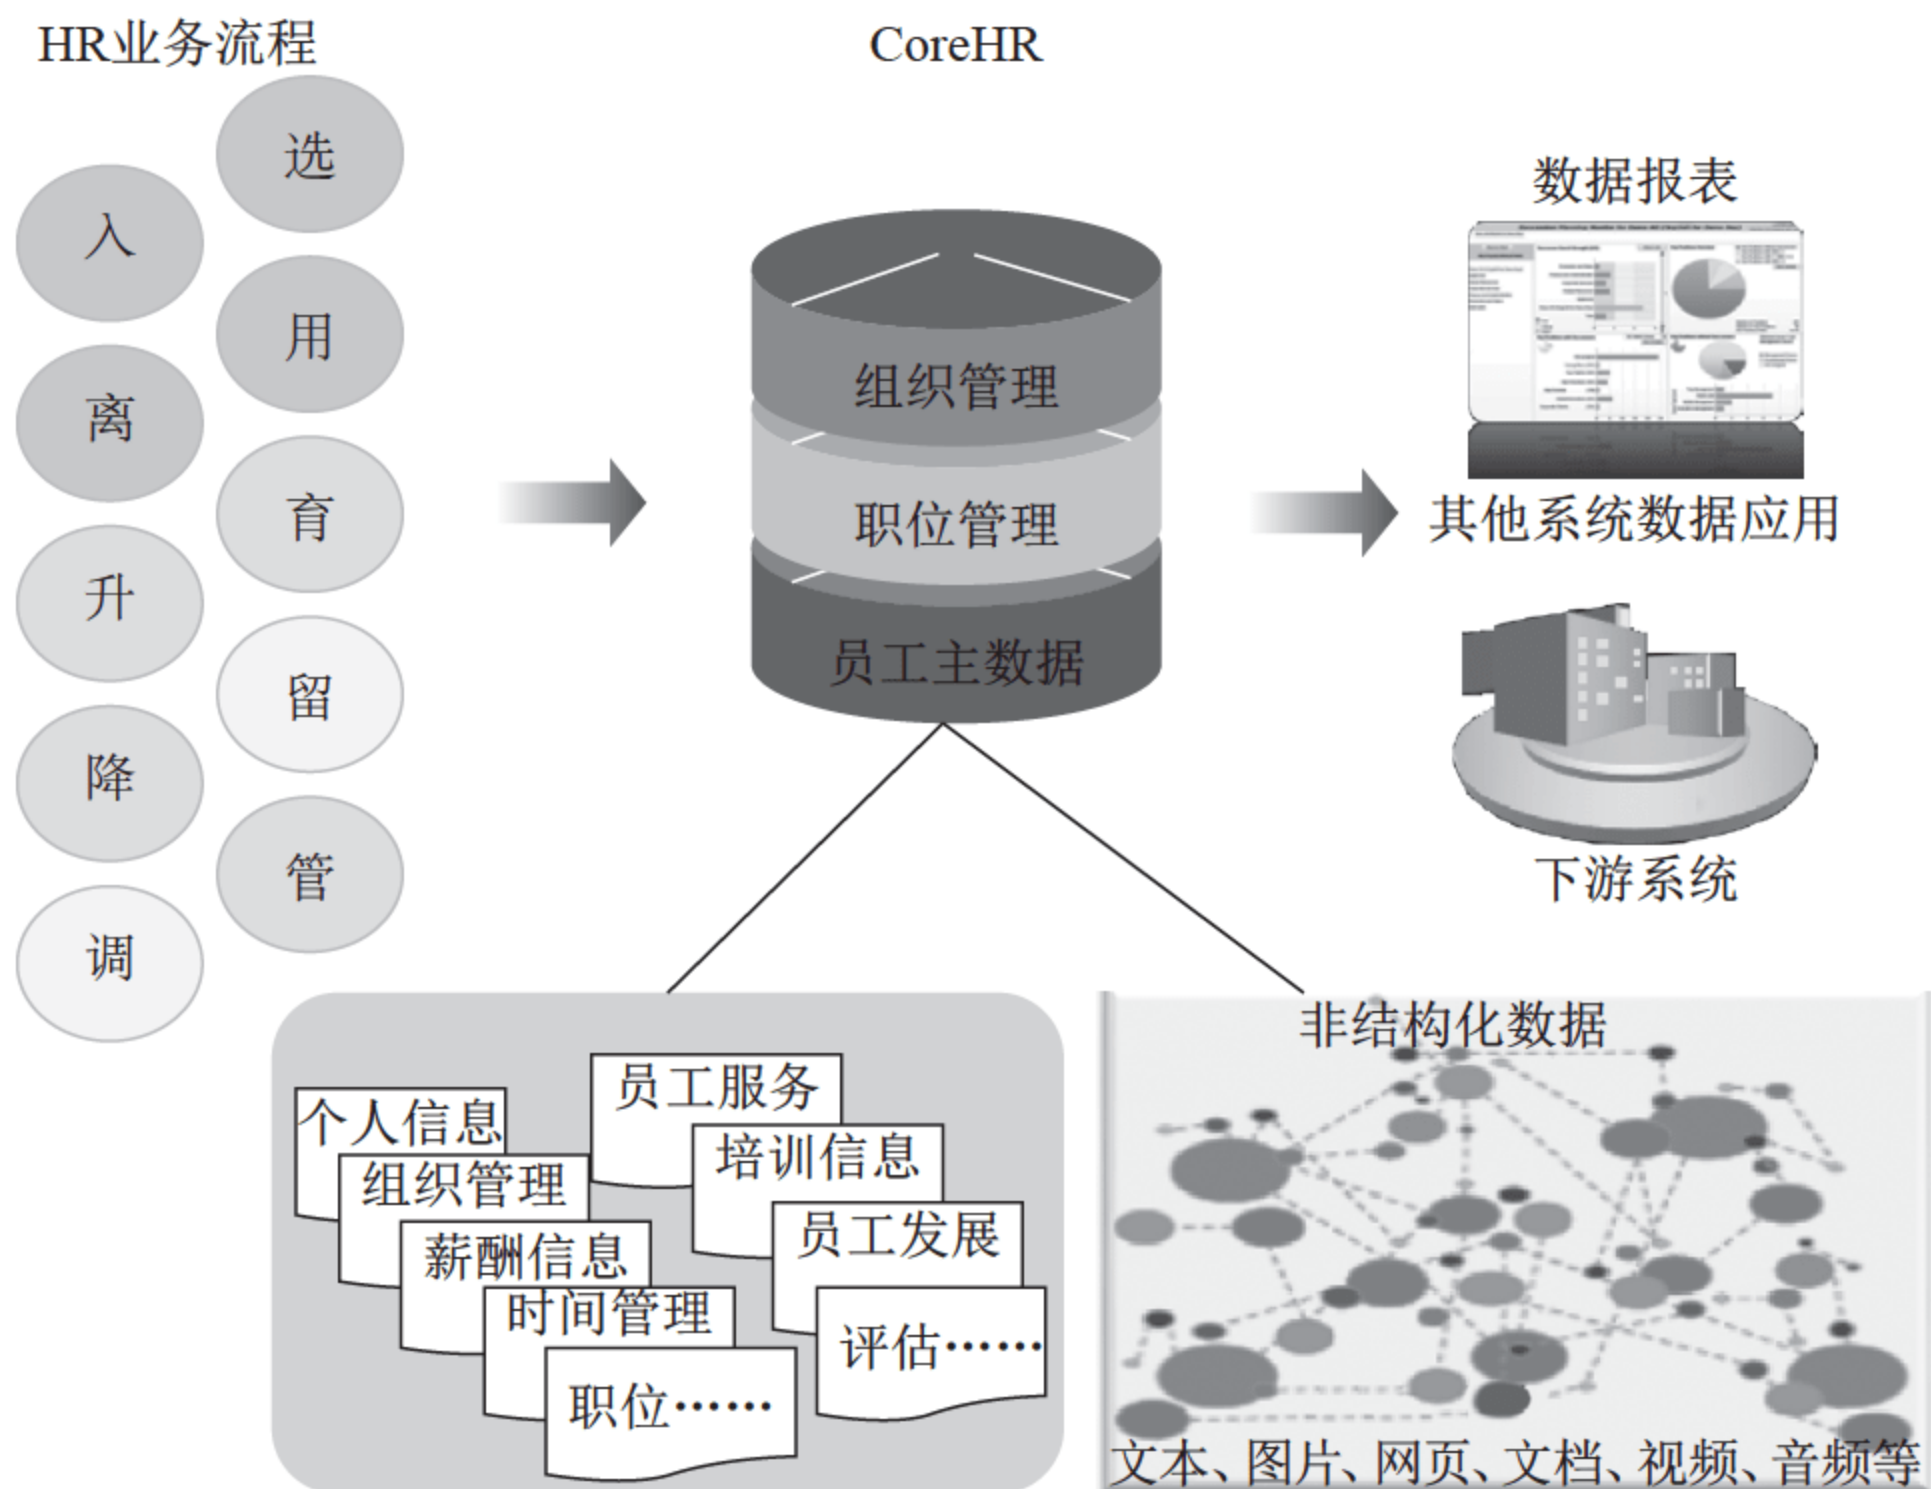 HR业务流程
选
入
用
离
育
升
留
降
管
调
CoreHR
组织管理
职位管理
员工主数据
数据报表
其他系统数据应用
下游系统
个人信息
组织管理
薪酬信息
时间管理
职位……
员工服务
培训信息
员工发展
评估……
非结构化数据
文本、图片、网页、文档、视频、音频等